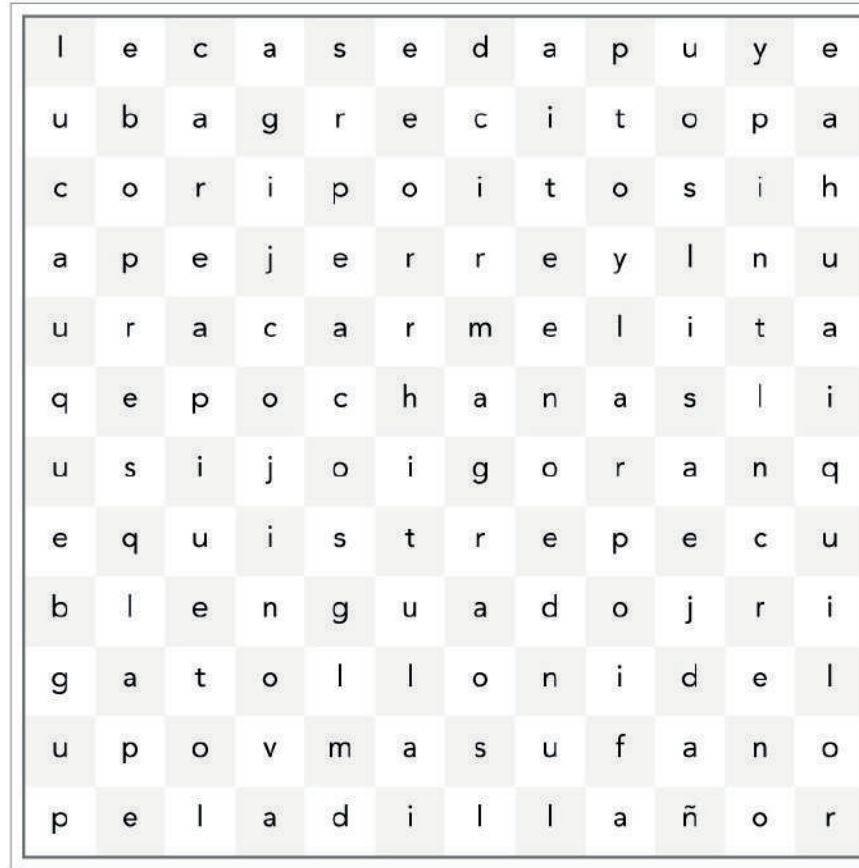 l e c a s e d a p u y e
u b a g r e c i t o p a
c o r i p o i t o s i h
a p e j e r r e y l n u
u r a c a r m e l i t a
q e p o c h a n a s l i
u s i j o i g o r a n q
e q u i s t r e p e c u
b l e n g u a d o j r i
g a t o l l o n i d e l
u p o v m a s u f a n o
p e l a d i l l a ñ o r